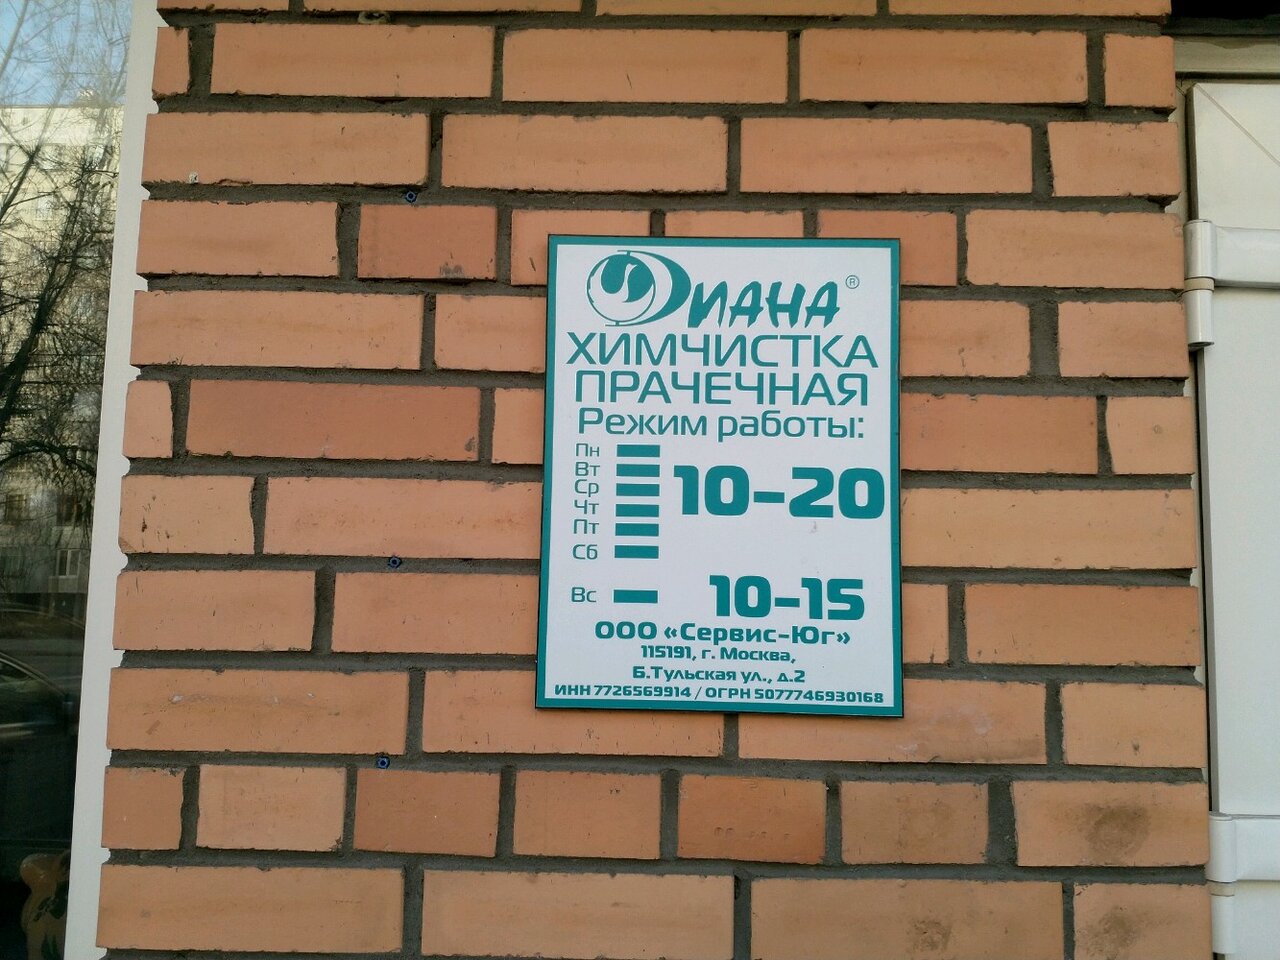 Диана ®
ХИМЧИСТКА
ПРАЧЕЧНАЯ
Режим работы:
Пн
Вт
Ср
Чт
Пт
Сб
10-20
Вс 10-15
ООО «Сервис-Юг»
115191, г. Москва,
Б.Тульская ул., д.2
ИНН 7726569914 / ОГРН 5077746930168